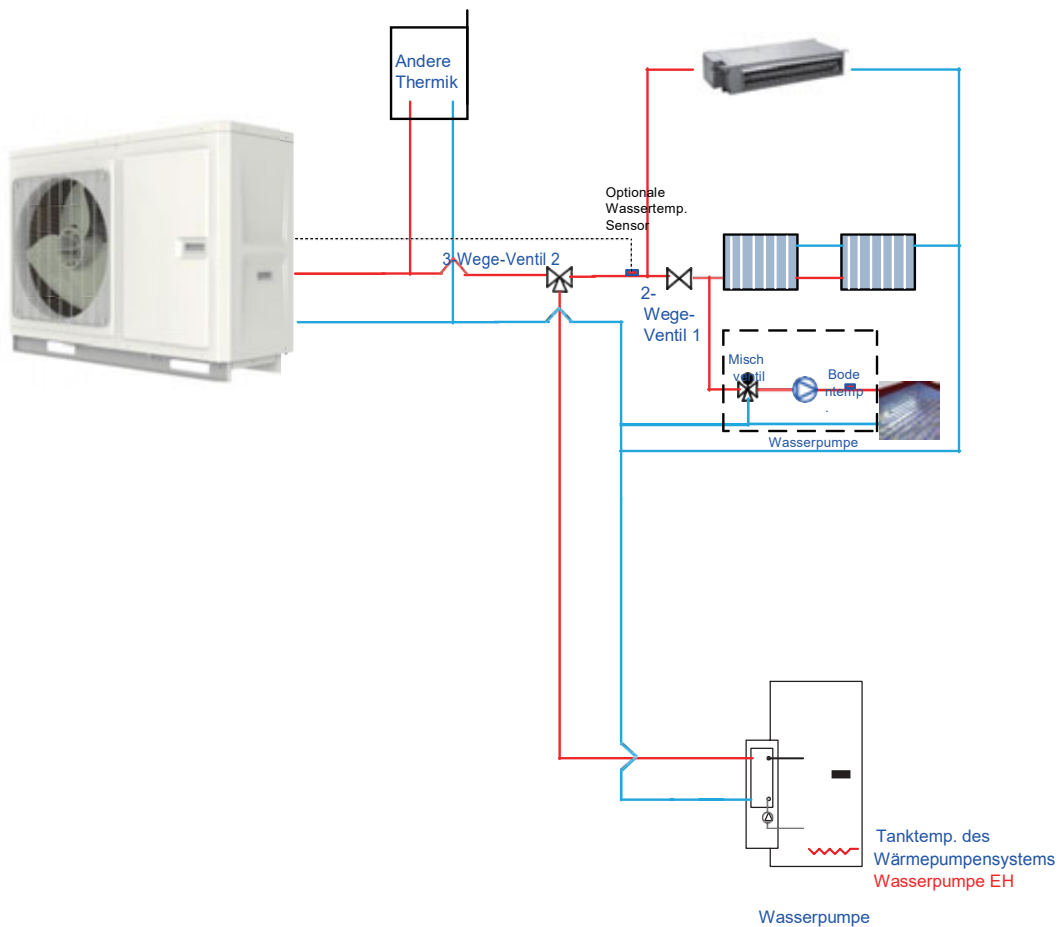 Andere
Thermik
Optionale
Wassertemp.
Sensor
3-Wege-Ventil 2
2-
Wege-
Ventil 1
Misch
ventil
Bode
ntemp
.
Wasserpumpe
Tanktemp. des
Wärmepumpensystems
Wasserpumpe EH
Wasserpumpe